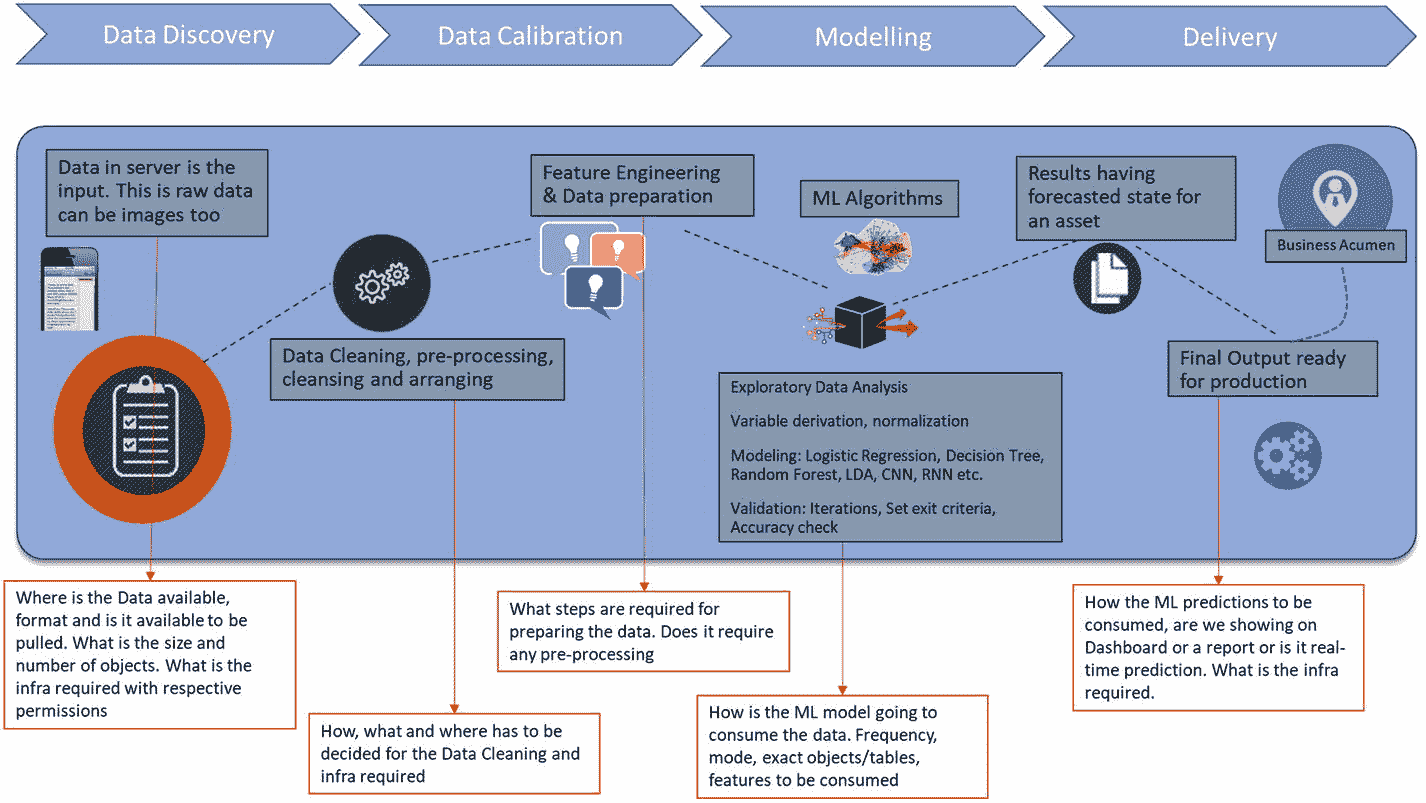 Data Discovery
Data Calibration
Modelling
Delivery
Data in server is the
input. This is raw data
can be images too
Data Cleaning, pre-processing,
cleansing and arranging
Feature Engineering
& Data preparation
ML Algorithms
Exploratory Data Analysis
Variable derivation, normalization
Modeling: Logistic Regression, Decision Tree,
Random Forest, LDA, CNN, RNN etc.
Validation: Iterations, Set exit criteria,
Accuracy check
Results having
forecasted state for
an asset
Business Acumen
Final Output ready
for production
Where is the Data available,
format and is it available to be
pulled. What is the size and
number of objects. What is the
infra required with respective
permissions
How, what and where has to be
decided for the Data Cleaning and
infra required
What steps are required for
preparing the data. Does it require
any pre-processing
How is the ML model going to
consume the data. Frequency,
mode, exact objects/tables,
features to be consumed
How the ML predictions to be
consumed, are we showing on
Dashboard or a report or is it real-
time prediction. What is the infra
required.